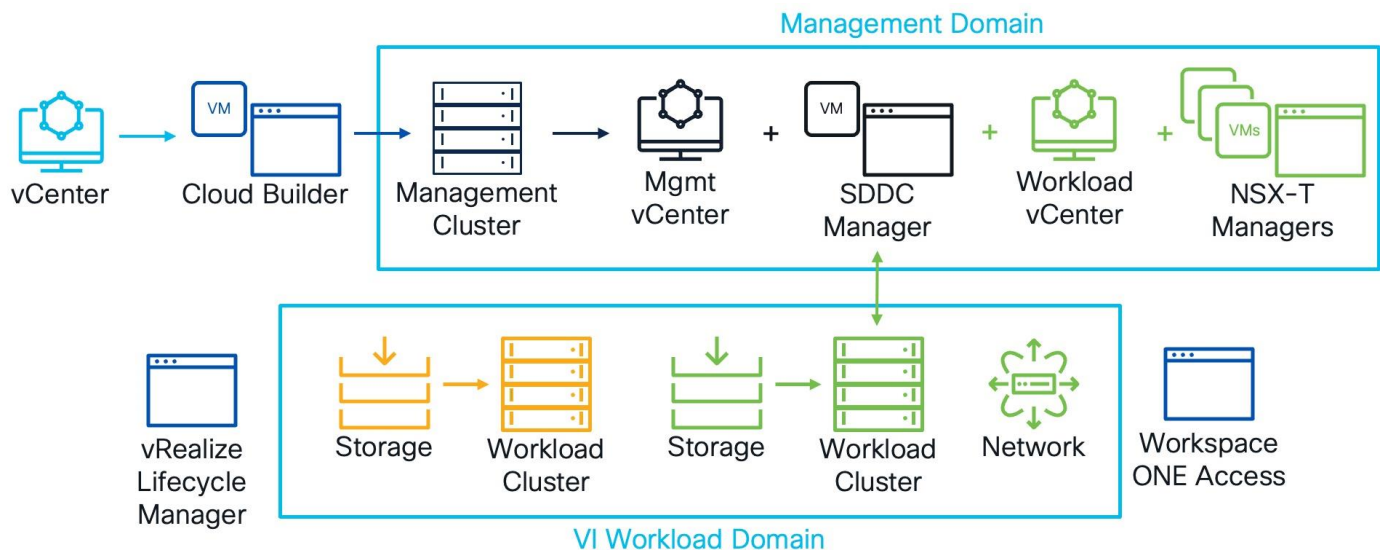 Management Domain
VM
VM
VMs
vCenter
Cloud Builder
Management
Cluster
Mgmt
vCenter
SDDC
Manager
Workload
vCenter
NSX-T
Managers
vRealize
Lifecycle
Manager
Storage
Workload
Cluster
Storage
Workload
Cluster
Network
Workspace
ONE Access
VI Workload Domain